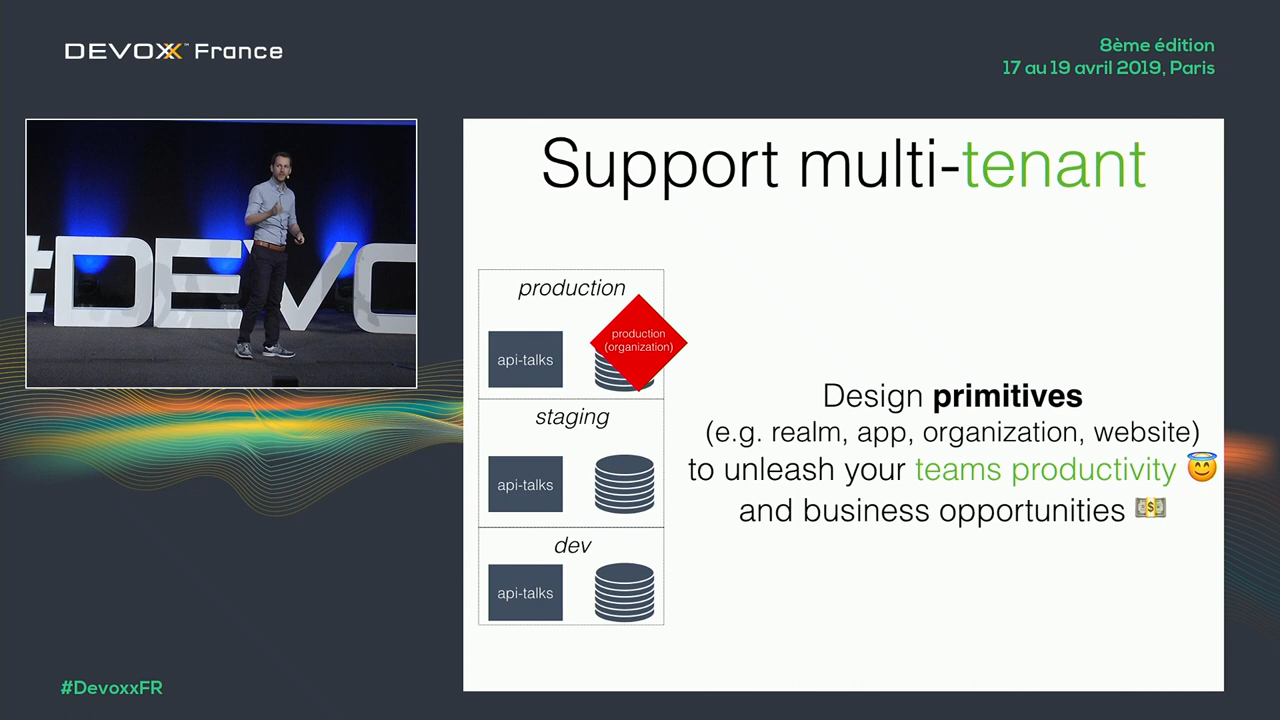 DEVOXX™ France
8ème édition
17 au 19 avril 2019, Paris
#DEVO
Support multi-tenant
production
api-talks
production
(organization)
staging
api-talks
dev
api-talks
Design primitives
(e.g. realm, app, organization, website)
to unleash your teams productivity 😇
and business opportunities 💵
#DevoxxFR